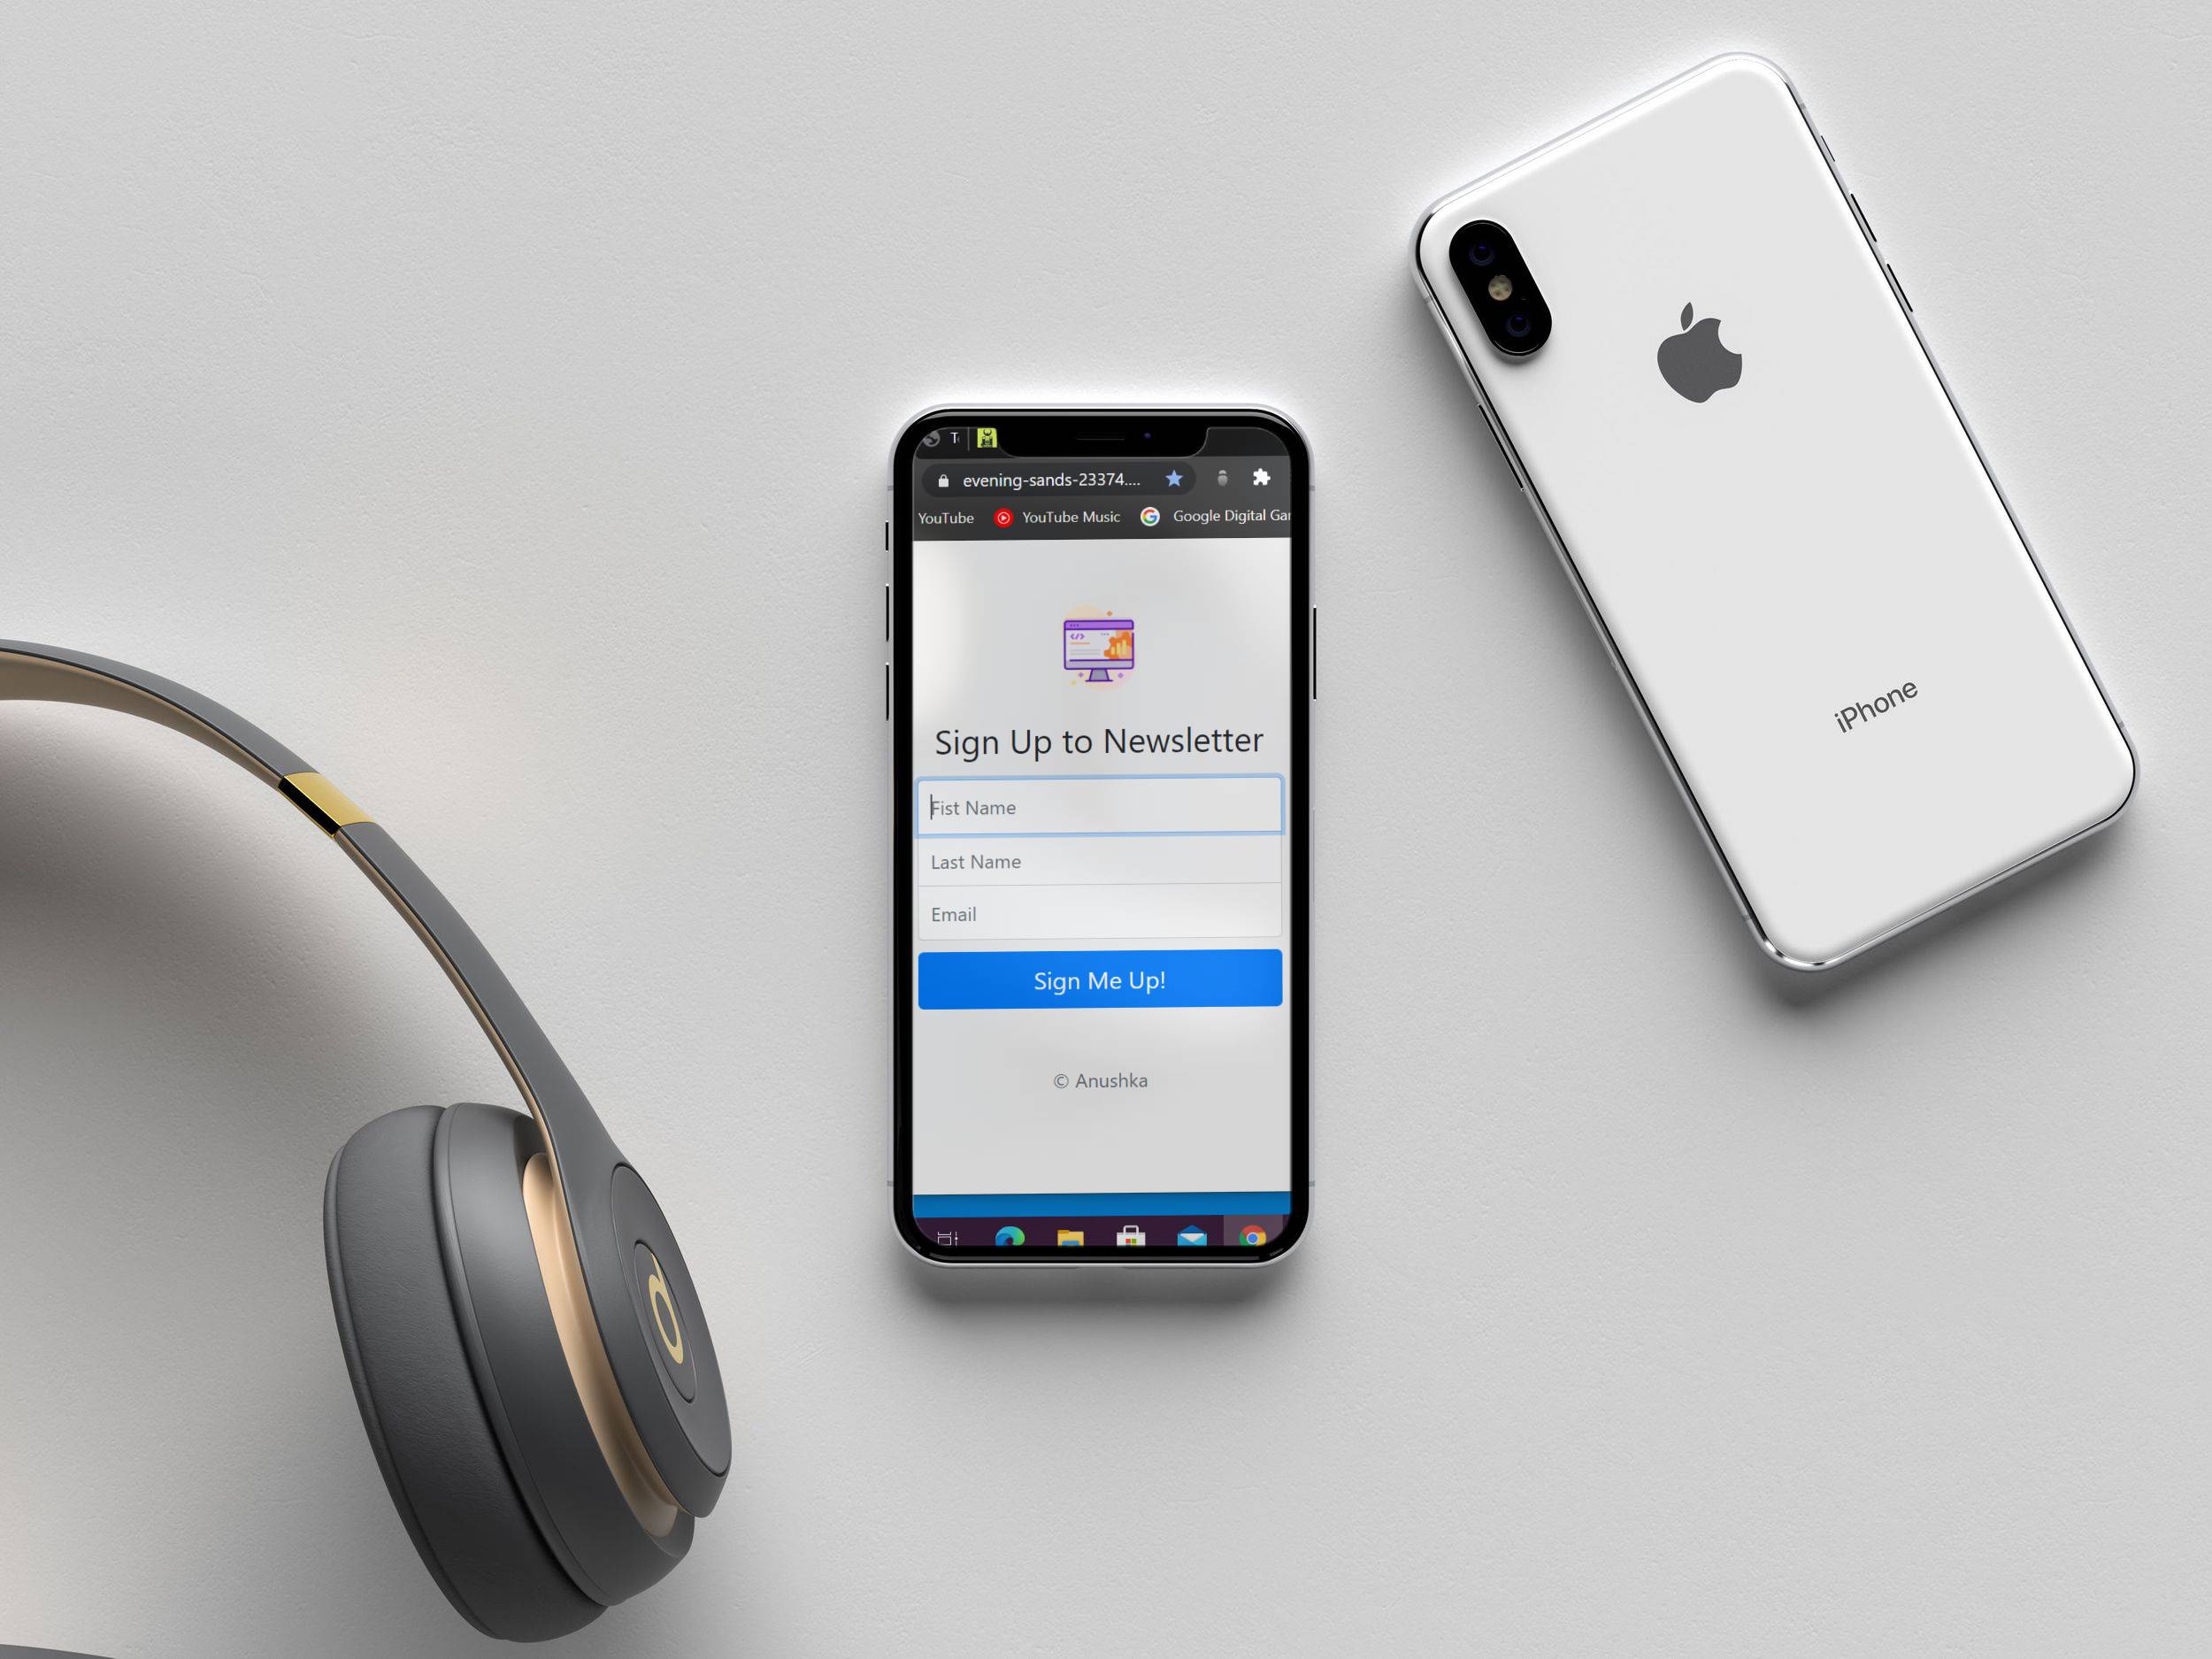 T
evening-sands-23374....
YouTube YouTube Music Google Digital Gar
Sign Up to Newsletter
Fist Name
Last Name
Email
Sign Me Up!
© Anushka
iPhone